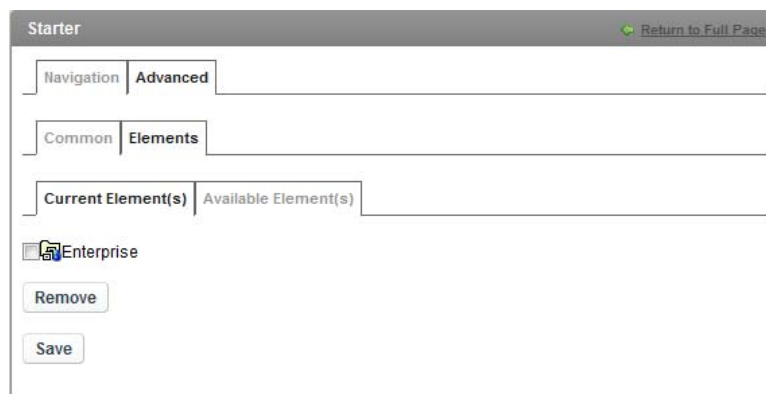 Starter Return to Full Page
Navigation Advanced
Common Elements
Current Element(s) Available Element(s)
Enterprise
Remove
Save